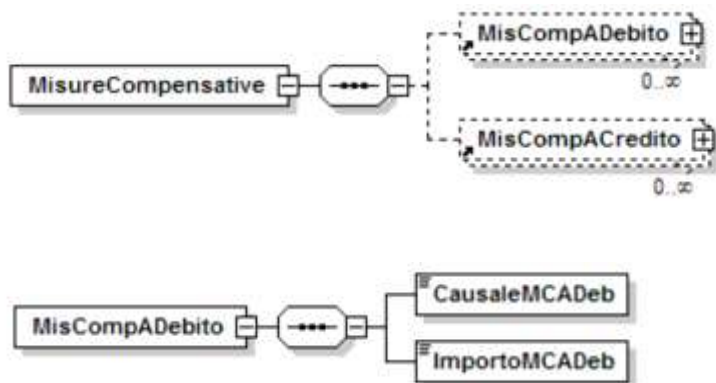 MisCompADebito
0..∞
MisureCompensative
MisCompACredito
0..∞
CausaleMCADeb
MisCompADebito
ImportoMCADeb